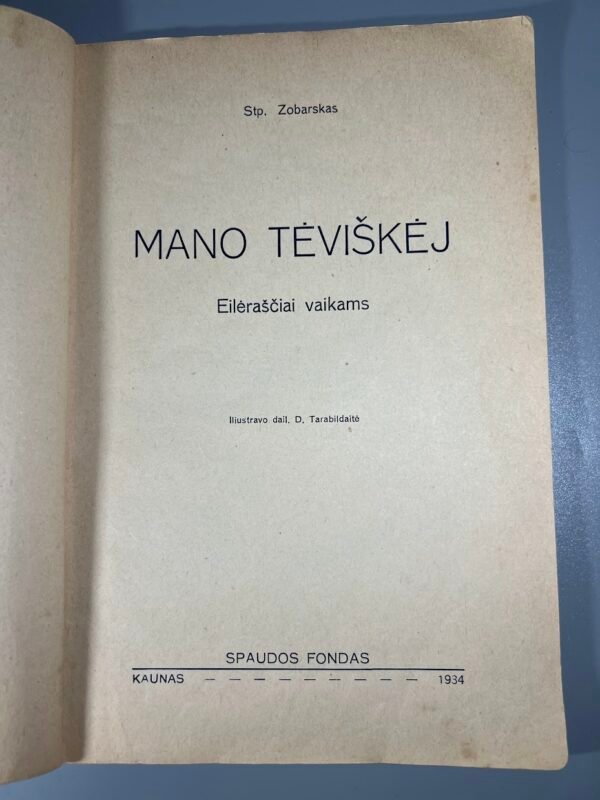 Stp. Zobarskas
MANO TĖVIŠKĖJ
Eilėraščiai vaikams
Iliustravo dail. D. Tarabildaitė
SPAUDOS FONDAS
KAUNAS — — — — — — — — — 1934